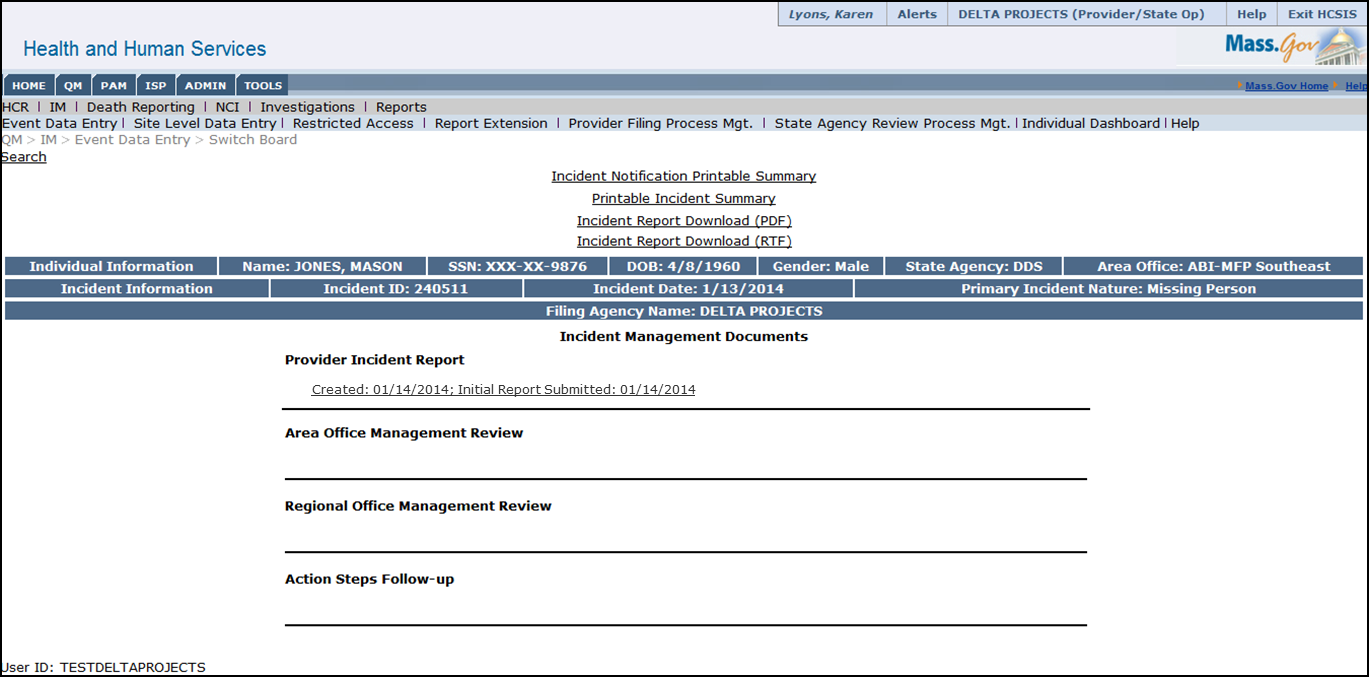 Lyons, Karen Alerts DELTA PROJECTS (Provider/State Op) Help Exit HCSIS
Health and Human Services Mass.Gov
HOME QM PAM ISP ADMIN TOOLS Mass.Gov Home Help
HCR | IM | Death Reporting | NCI | Investigations | Reports
Event Data Entry | Site Level Data Entry | Restricted Access | Report Extension | Provider Filing Process Mgt. | State Agency Review Process Mgt. | Individual Dashboard | Help
QM > IM > Event Data Entry > Switch Board
Search
Incident Notification Printable Summary
Printable Incident Summary
Incident Report Download (PDF)
Incident Report Download (RTF)
Individual Information Name: JONES, MASON SSN: XXX-XX-9876 DOB: 4/8/1960 Gender: Male State Agency: DDS Area Office: ABI-MFP Southeast
Incident Information Incident ID: 240511 Incident Date: 1/13/2014 Primary Incident Nature: Missing Person
Filing Agency Name: DELTA PROJECTS
Incident Management Documents
Provider Incident Report
Created: 01/14/2014; Initial Report Submitted: 01/14/2014
Area Office Management Review
Regional Office Management Review
Action Steps Follow-up
User ID: TESTDELTAPROJECTS